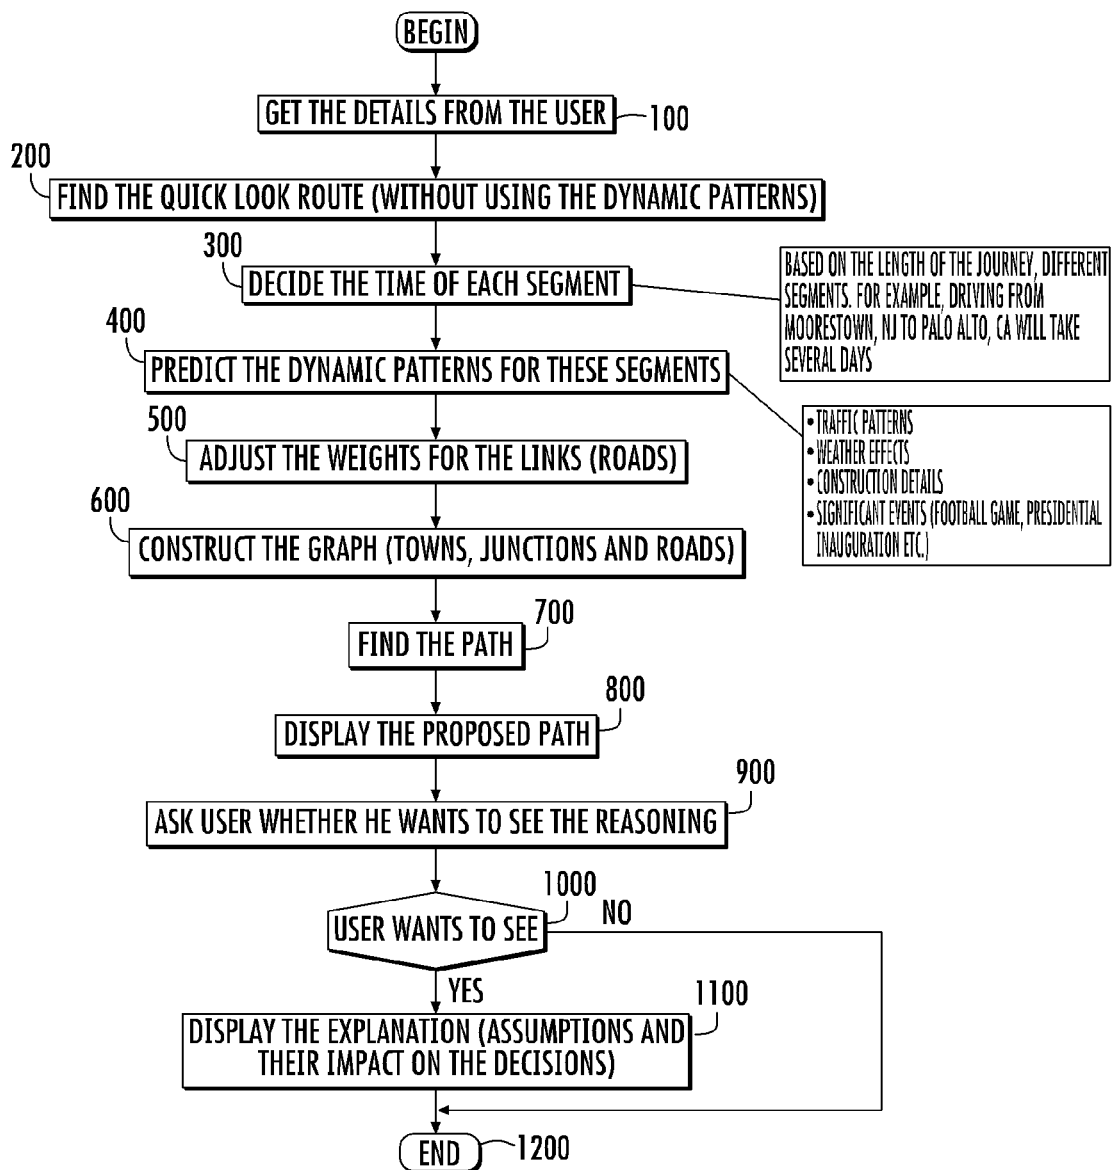 BEGIN
GET THE DETAILS FROM THE USER
100
200
FIND THE QUICK LOOK ROUTE (WITHOUT USING THE DYNAMIC PATTERNS)
300
DECIDE THE TIME OF EACH SEGMENT
BASED ON THE LENGTH OF THE JOURNEY, DIFFERENT
SEGMENTS. FOR EXAMPLE, DRIVING FROM
MOORESTOWN, NJ TO PALO ALTO, CA WILL TAKE
SEVERAL DAYS
400
PREDICT THE DYNAMIC PATTERNS FOR THESE SEGMENTS
• TRAFFIC PATTERNS
• WEATHER EFFECTS
• CONSTRUCTION DETAILS
• SIGNIFICANT EVENTS (FOOTBALL GAME, PRESIDENTIAL
INAUGURATION ETC.)
500
ADJUST THE WEIGHTS FOR THE LINKS (ROADS)
600
CONSTRUCT THE GRAPH (TOWNS, JUNCTIONS AND ROADS)
700
FIND THE PATH
800
DISPLAY THE PROPOSED PATH
900
ASK USER WHETHER HE WANTS TO SEE THE REASONING
1000
USER WANTS TO SEE
NO
YES
1100
DISPLAY THE EXPLANATION (ASSUMPTIONS AND
THEIR IMPACT ON THE DECISIONS)
END
1200